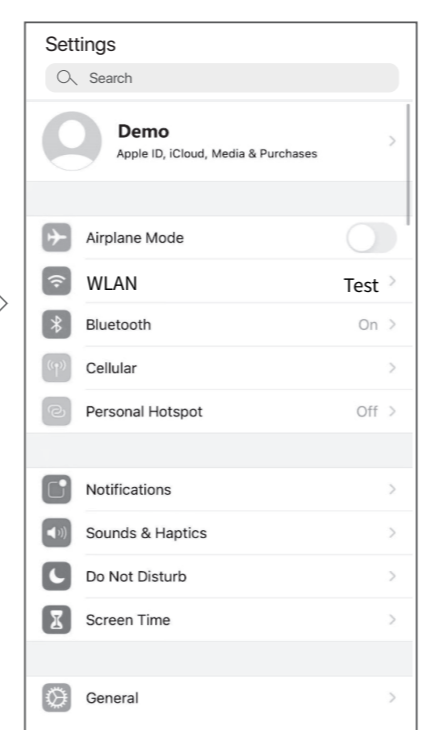 Settings
Search
Demo
Apple ID, iCloud, Media & Purchases
Airplane Mode
WLAN Test
Bluetooth On
Cellular
Personal Hotspot Off
Notifications
Sounds & Haptics
Do Not Disturb
Screen Time
General